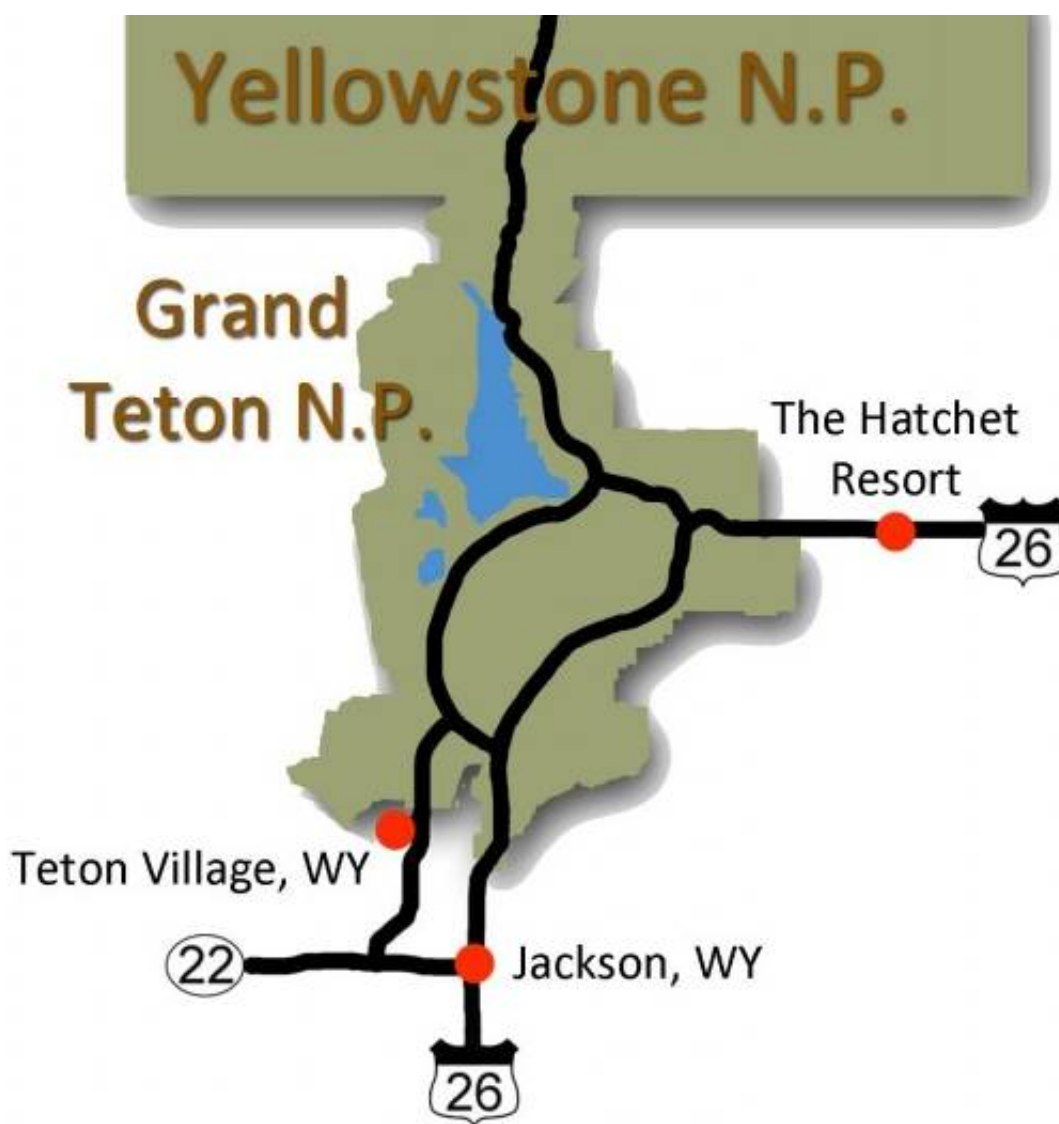 Yellowstone N.P.
Grand
Teton N.P.
The Hatchet
Resort
26
Teton Village, WY
22
Jackson, WY
26